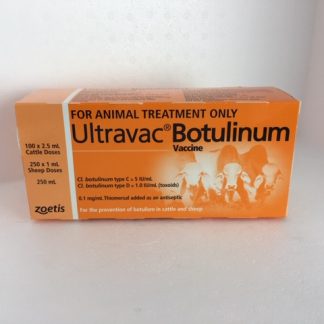 FOR ANIMAL TREATMENT ONLY
Ultravac® Botulinum
Vaccine
100 x 2.5 mL
Cattle Doses
250 x 1 mL
Sheep Doses
250 mL
Cl. botulinum type C ≥ 5 IU/mL
Cl. botulinum type D ≥ 1.0 IU/mL (toxoids)
0.1 mg/mL Thiomersal added as an antiseptic
zoetis
For the prevention of botulism in cattle and sheep